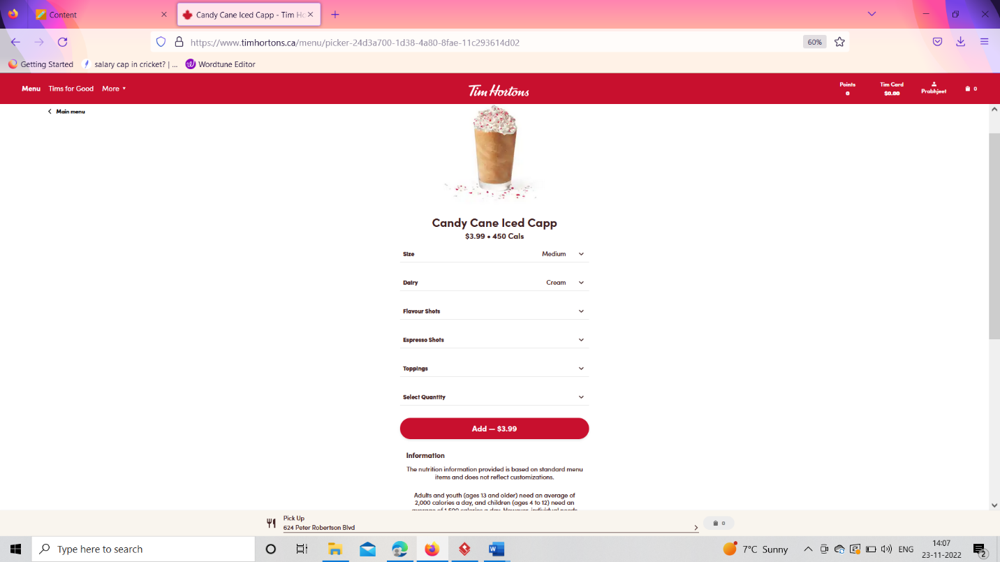 Content
Candy Cane Iced Capp - Tim Ho
https://www.timhortons.ca/menu/picker-24d3a700-1d38-4a80-8fae-11c293614d02
60%
Getting Started
salary cap in cricket? | ...
Wordtune Editor
Menu
Tims for Good
More
Tim Hortons
Points
0
Tim Card
$0.00
Prabhjeet
0
Main menu
Candy Cane Iced Capp
$3.99 • 450 Cals
Size
Medium
Dairy
Cream
Flavour Shots
Espresso Shots
Toppings
Select Quantity
Add — $3.99
Information
The nutrition information provided is based on standard menu
items and does not reflect customizations.
Adults and youth (ages 13 and older) need an average of
2,000 calories a day, and children (ages 4 to 12) need an
average of 1,500 calories a day. However, individual needs
Pick Up
624 Peter Robertson Blvd
0
Type here to search
7°C Sunny
ENG
14:07
23-11-2022
2